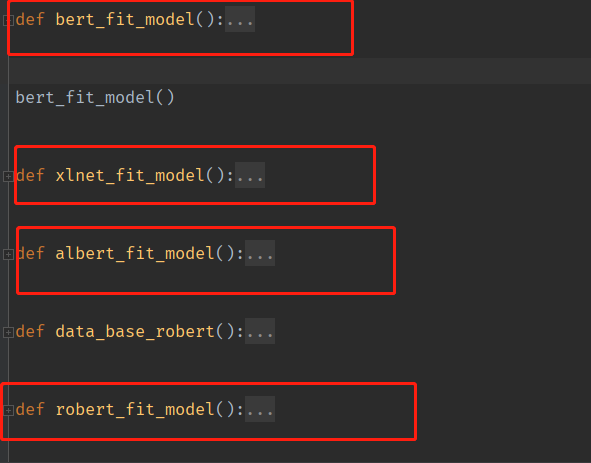 def bert_fit_model():...
bert_fit_model()
def xlnet_fit_model():...
def albert_fit_model():...
def data_base_robert():...
def robert_fit_model():...